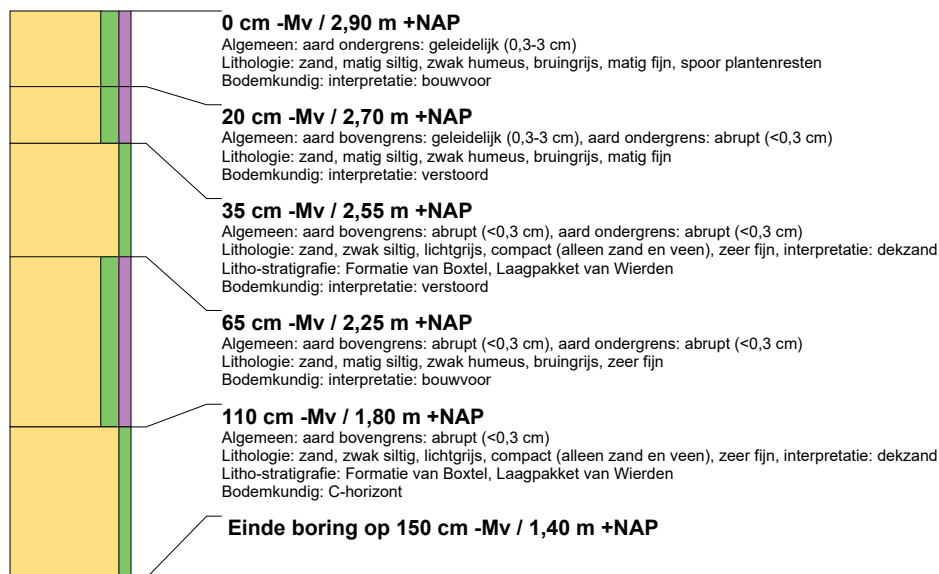 0 cm -Mv / 2,90 m +NAP
Algemeen: aard ondergrens: geleidelijk (0,3-3 cm)
Lithologie: zand, matig siltig, zwak humeus, bruingrijs, matig fijn, spoor plantenresten
Bodemkundig: interpretatie: bouwvoor
20 cm -Mv / 2,70 m +NAP
Algemeen: aard bovengrens: geleidelijk (0,3-3 cm), aard ondergrens: abrupt (<0,3 cm)
Lithologie: zand, matig siltig, zwak humeus, bruingrijs, matig fijn
Bodemkundig: interpretatie: verstoord
35 cm -Mv / 2,55 m +NAP
Algemeen: aard bovengrens: abrupt (<0,3 cm), aard ondergrens: abrupt (<0,3 cm)
Lithologie: zand, zwak siltig, lichtgrijs, compact (alleen zand en veen), zeer fijn, interpretatie: dekzand
Litho-stratigrafie: Formatie van Boxtel, Laagpakket van Wierden
Bodemkundig: interpretatie: verstoord
65 cm -Mv / 2,25 m +NAP
Algemeen: aard bovengrens: abrupt (<0,3 cm), aard ondergrens: abrupt (<0,3 cm)
Lithologie: zand, matig siltig, zwak humeus, bruingrijs, zeer fijn
Bodemkundig: interpretatie: bouwvoor
110 cm -Mv / 1,80 m +NAP
Algemeen: aard bovengrens: abrupt (<0,3 cm)
Lithologie: zand, zwak siltig, lichtgrijs, compact (alleen zand en veen), zeer fijn, interpretatie: dekzand
Litho-stratigrafie: Formatie van Boxtel, Laagpakket van Wierden
Bodemkundig: C-horizont
Einde boring op 150 cm -Mv / 1,40 m +NAP